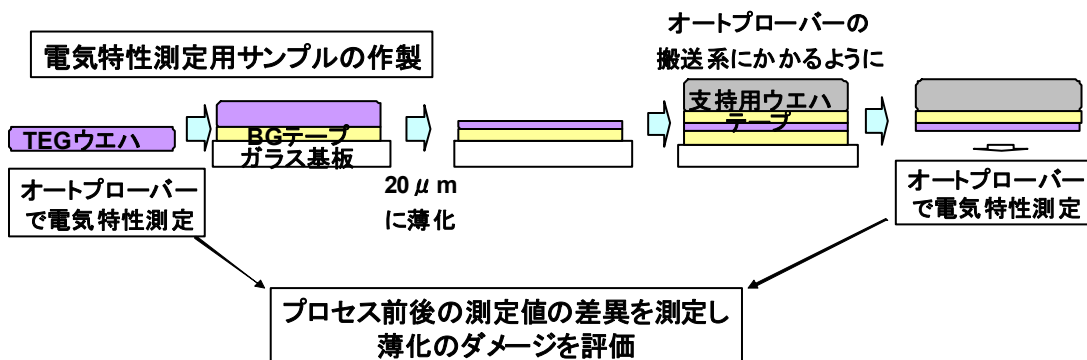 電気特性測定用サンプルの作製
オートプローバーの
搬送系にかかるように
TEGウエハ
BGテープ
ガラス基板
支持用ウエハ
テープ
20μm
に薄化
オートプローバー
で電気特性測定
オートプローバー
で電気特性測定
プロセス前後の測定値の差異を測定し
薄化のダメージを評価